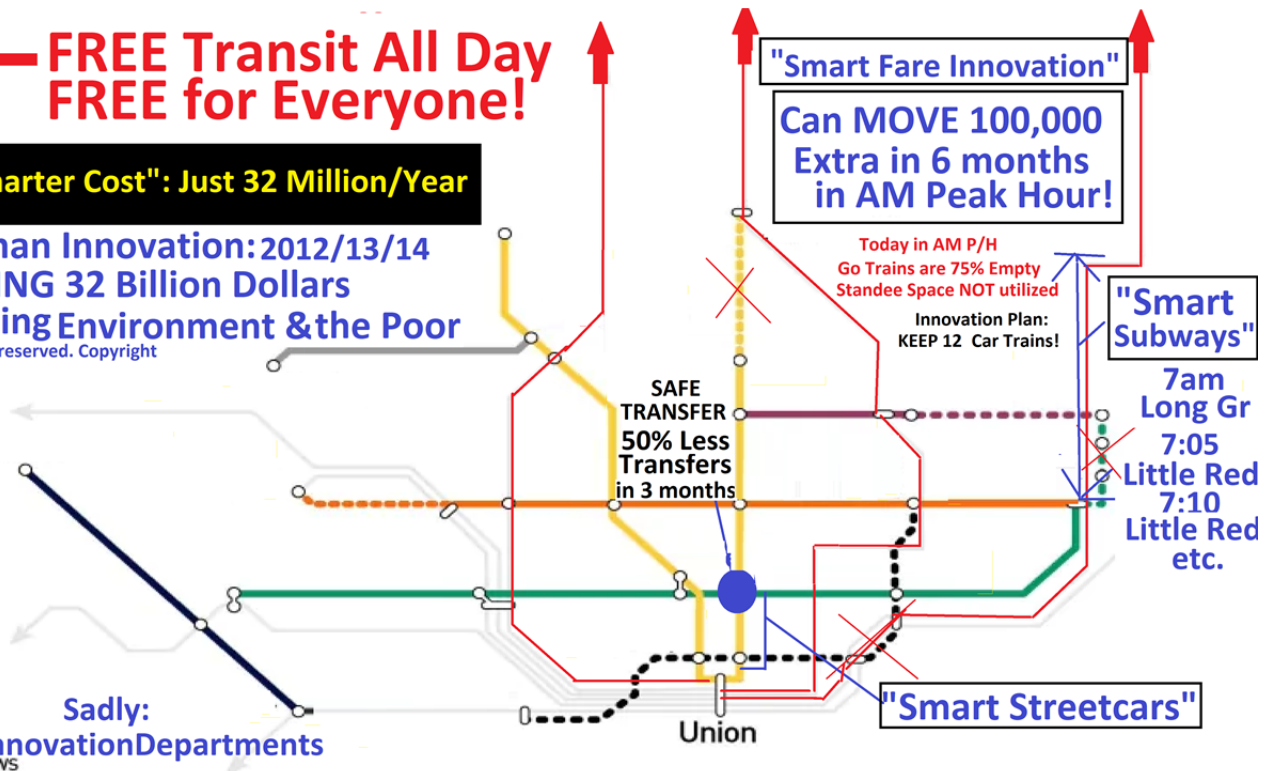 FREE Transit All Day
FREE for Everyone!
"Smart Fare Innovation"
Can MOVE 100,000
Extra in 6 months
in AM Peak Hour!
arter Cost": Just 32 Million/Year
an Innovation: 2012/13/14
ING 32 Billion Dollars
ing Environment & the Poor
reserved. Copyright
Today in AM P/H
Go Trains are 75% Empty
Standee Space NOT utilized
Innovation Plan:
KEEP 12 Car Trains!
"Smart
Subways"
7am
Long Gr
7:05
Little Red
7:10
Little Red
etc.
SAFE
TRANSFER
50% Less
Transfers
in 3 months
"Smart Streetcars"
Union
Sadly:
nnovationDepartments
ws